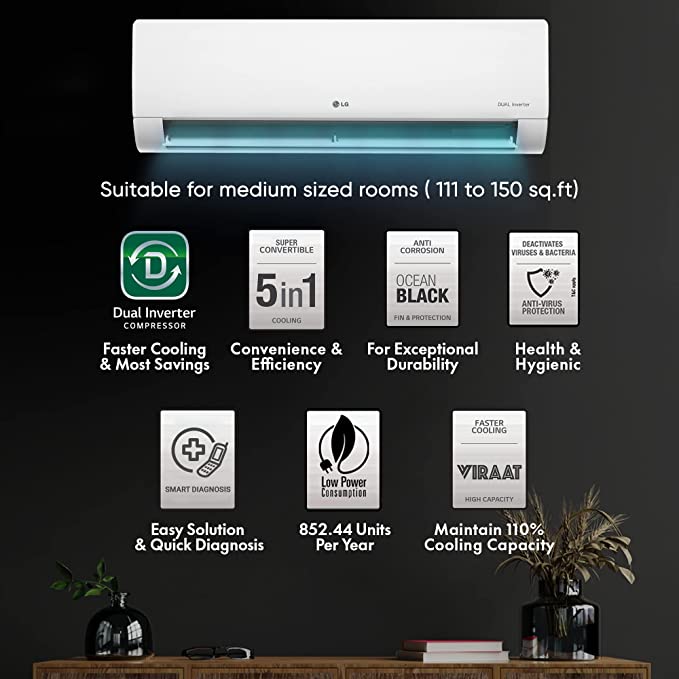 LG
DUAL Inverter
Suitable for medium sized rooms ( 111 to 150 sq.ft)
D
Dual Inverter
COMPRESSOR
Faster Cooling
& Most Savings
SUPER
CONVERTIBLE
5in1
COOLING
Convenience &
Efficiency
ANTI
CORROSION
OCEAN
BLACK
FIN & PROTECTION
For Exceptional
Durability
DEACTIVATES
VIRUSES & BACTERIA
ANTI-VIRUS
PROTECTION
Health &
Hygienic
SMART DIAGNOSIS
Easy Solution
& Quick Diagnosis
Low Power
Consumption
852.44 Units
Per Year
FASTER
COOLING
VIRAAT
HIGH CAPACITY
Maintain 110%
Cooling Capacity